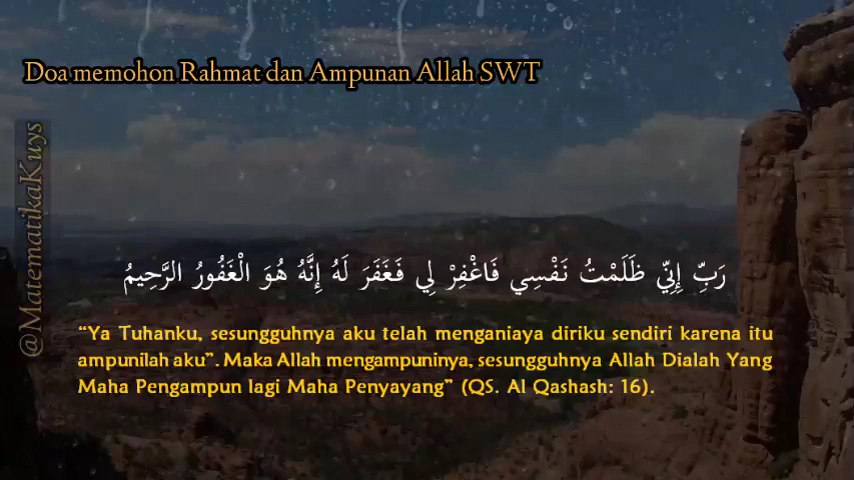 Doa memohon Rahmat dan Ampunan Allah SWT
@MatematikaKuys
رَبِّ إِنِّي ظَلَمْتُ نَفْسِي فَاغْفِرْ لِي فَغَفَرَ لَهُ إِنَّهُ هُوَ الْغَفُورُ الرَّحِيمُ
“Ya Tuhanku, sesungguhnya aku telah menganiaya diriku sendiri karena itu
ampunilah aku”. Maka Allah mengampuninya, sesungguhnya Allah Dialah Yang
Maha Pengampun lagi Maha Penyayang” (QS. Al Qashash: 16).